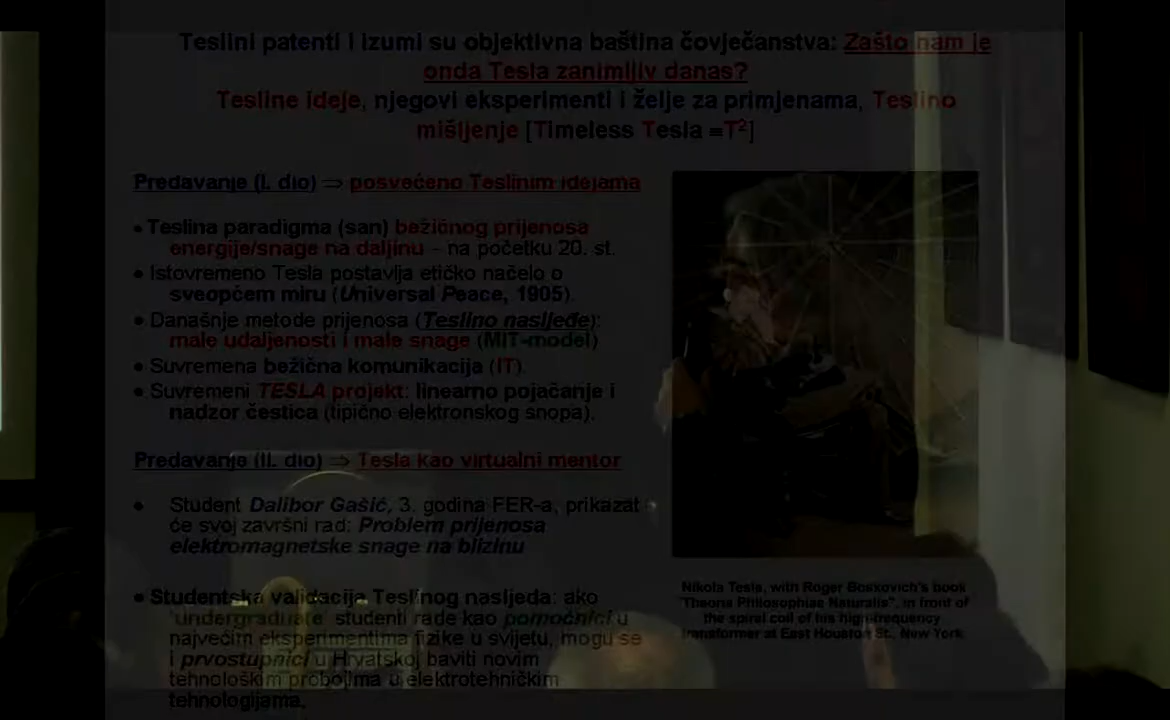 Teslini patenti i izumi su objektivna baština čovječanstva: Zašto nam je
onda Tesla zanimljiv danas?
Tesline ideje, njegovi eksperimenti i želje za primjenama, Teslino
mišljenje [Timeless Tesla =T²]
Predavanje (I. dio) ⇒ posvećeno Teslinim idejama
● Teslina paradigma (san) bežičnog prijenosa
energije/snage na daljinu – na početku 20. st.
● Istovremeno Tesla postavlja etičko načelo o
sveopćem miru (Universal Peace, 1905).
● Današnje metode prijenosa (Teslino nasljeđe):
male udaljenosti i male snage (MIT-model)
● Suvremena bežična komunikacija (IT).
● Suvremeni TESLA projekt: linearno pojačanje i
nadzor čestica (tipično elektronskog snopa).
Predavanje (II. dio) ⇒ Tesla kao virtualni mentor
● Student Dalibor Gašić, 3. godina FER-a, prikazat
će svoj završni rad: Problem prijenosa
elektromagnetske snage na blizinu
● Studentska validacija Teslinog nasljeđa: ako
"undergraduate" studenti rade kao pomoćnici u
najvećim eksperimentima fizike u svijetu, mogu se
i prvostupnici u Hrvatskoj baviti novim
tehnološkim probojima u elektrotehničkim
tehnologijama.
Nikola Tesla, with Roger Boskovich's book
"Theoria Philosophiae Naturalis", in front of
the spiral coil of his high-frequency
transformer at East Houston St., New York.